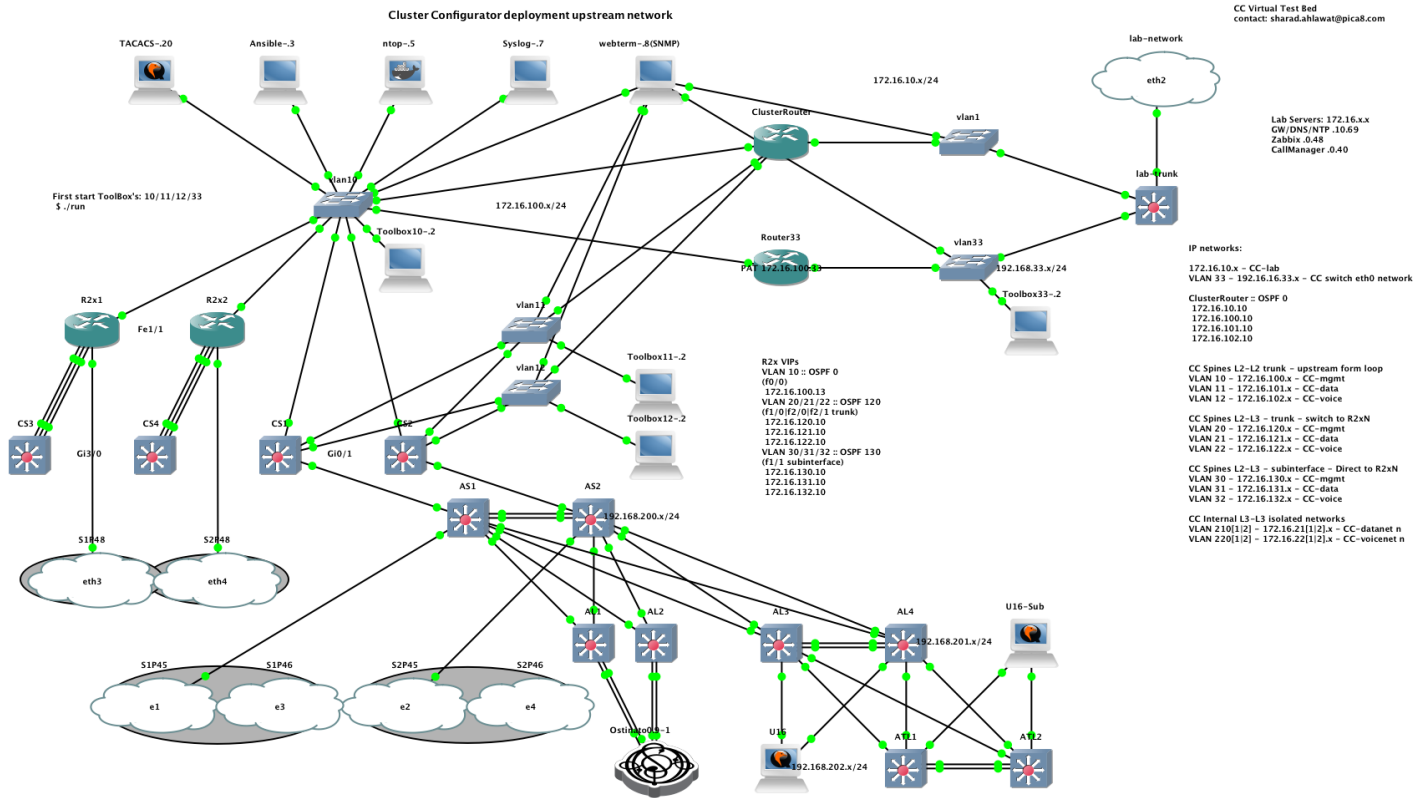 Cluster Configurator deployment upstream network
CC Virtual Test Bed
contact: sharad.ahlawat@pica8.com
TACACS-.20
Ansible-.3
ntop-.5
Syslog-.7
webterm-.8(SNMP)
lab-network
eth2
172.16.10.x/24
ClusterRouter
vlan1
Lab Servers: 172.16.x.x
GW/DNS/NTP .10.69
Zabbix .0.48
CallManager .0.40
vlan10
lab-trunk
First start ToolBox's: 10/11/12/33
$ ./run
172.16.100.x/24
Toolbox10-.2
Router33
PAT 172.16.100.33
vlan33
192.168.33.x/24
Toolbox33-.2
IP networks:
172.16.10.x - CC-lab
VLAN 33 - 192.16.16.33.x - CC switch eth0 network
ClusterRouter :: OSPF 0
172.16.10.10
172.16.100.10
172.16.101.10
172.16.102.10
CC Spines L2-L2 trunk - upstream form loop
VLAN 10 - 172.16.100.x - CC-mgmt
VLAN 11 - 172.16.101.x - CC-data
VLAN 12 - 172.16.102.x - CC-voice
CC Spines L2-L3 - trunk - switch to R2xN
VLAN 20 - 172.16.120.x - CC-mgmt
VLAN 21 - 172.16.121.x - CC-data
VLAN 22 - 172.16.122.x - CC-voice
CC Spines L2-L3 - subinterface - Direct to R2xN
VLAN 30 - 172.16.130.x - CC-mgmt
VLAN 31 - 172.16.131.x - CC-data
VLAN 32 - 172.16.132.x - CC-voice
CC Internal L3-L3 isolated networks
VLAN 210[1|2] - 172.16.21[1|2].x - CC-datanet n
VLAN 220[1|2] - 172.16.22[1|2].x - CC-voicenet n
R2x1
R2x2
Fe1/1
vlan11
vlan12
Toolbox11-.2
Toolbox12-.2
R2x VIPs
VLAN 10 :: OSPF 0
(f0/0)
172.16.100.13
VLAN 20/21/22 :: OSPF 120
(f1/0|f2/0|f2/1 trunk)
172.16.120.10
172.16.121.10
172.16.122.10
VLAN 30/31/32 :: OSPF 130
(f1/1 subinterface)
172.16.130.10
172.16.131.10
172.16.132.10
CS3
CS4
CS1
CS2
Gi3/0
Gi0/1
AS1
AS2
192.168.200.x/24
S1P48
S2P48
eth3
eth4
AL1
AL2
AL3
AL4
192.168.201.x/24
U16-Sub
S1P45
S1P46
S2P45
S2P46
e1
e3
e2
e4
Ostinato0.9-1
U16
192.168.202.x/24
ATL1
ATL2